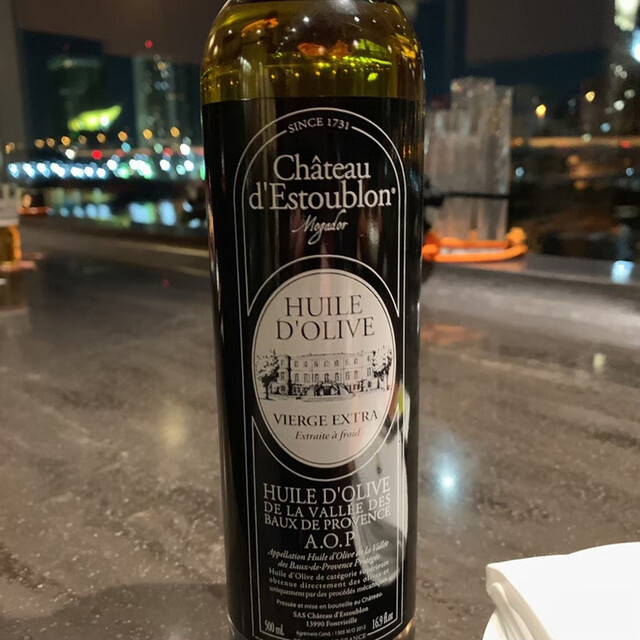 SINCE 1731
Château
d'Estoublon®
Mogador
HUILE
D'OLIVE
VIERGE EXTRA
Extraite à froid
HUILE D'OLIVE
DE LA VALLÉE DES
BAUX DE PROVENCE
A.O.P
Appellation Huile d'Olive de la Vallée
des Baux-de-Provence Protégée
Huile d'Olive de catégorie supérieure
obtenue directement des olives et
uniquement par des procédés mécaniques
Pressée et mise en bouteille au Château
SAS Château d'Estoublon
13990 Fontvieille
500 ml 16.9 fl.oz
FRANCE